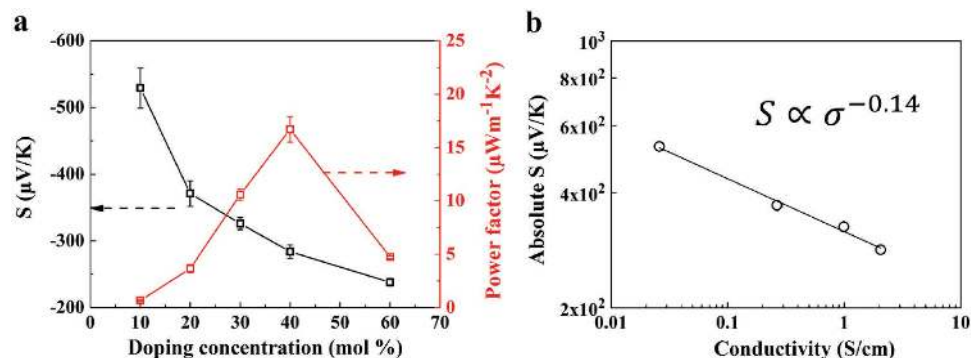 a
-600
-500
-400
-300
-200
S (µV/K)
0 10 20 30 40 50 60 70
Doping concentration (mol %)
25
20
15
10
5
0
Power factor (µWm⁻¹K⁻²)
b
10³
8x10²
6x10²
4x10²
2x10²
Absolute S (µV/K)
S ∝ σ⁻⁰·¹⁴
0.01 0.1 1 10
Conductivity (S/cm)